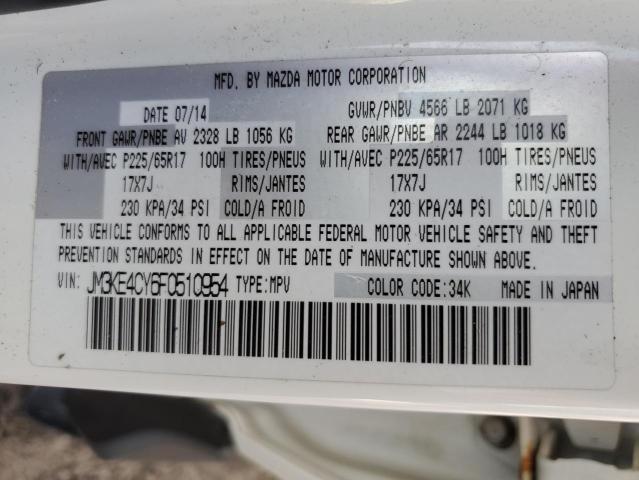 MFD. BY MAZDA MOTOR CORPORATION
DATE 07/14 GVWR/PNBV 4566 LB 2071 KG
FRONT GAWR/PNBE AV 2328 LB 1056 KG REAR GAWR/PNBE AR 2244 LB 1018 KG
WITH/AVEC P225/65R17 100H TIRES/PNEUS WITH/AVEC P225/65R17 100H TIRES/PNEUS
17X7J RIMS/JANTES 17X7J RIMS/JANTES
230 KPA/34 PSI COLD/A FROID 230 KPA/34 PSI COLD/A FROID
THIS VEHICLE CONFORMS TO ALL APPLICABLE FEDERAL MOTOR VEHICLE SAFETY AND THEFT
PREVENTION STANDARDS IN EFFECT ON THE DATE OF MANUFACTURE SHOWN ABOVE.
VIN: JM3KE4CY6F0510954 TYPE:MPV COLOR CODE:34K MADE IN JAPAN